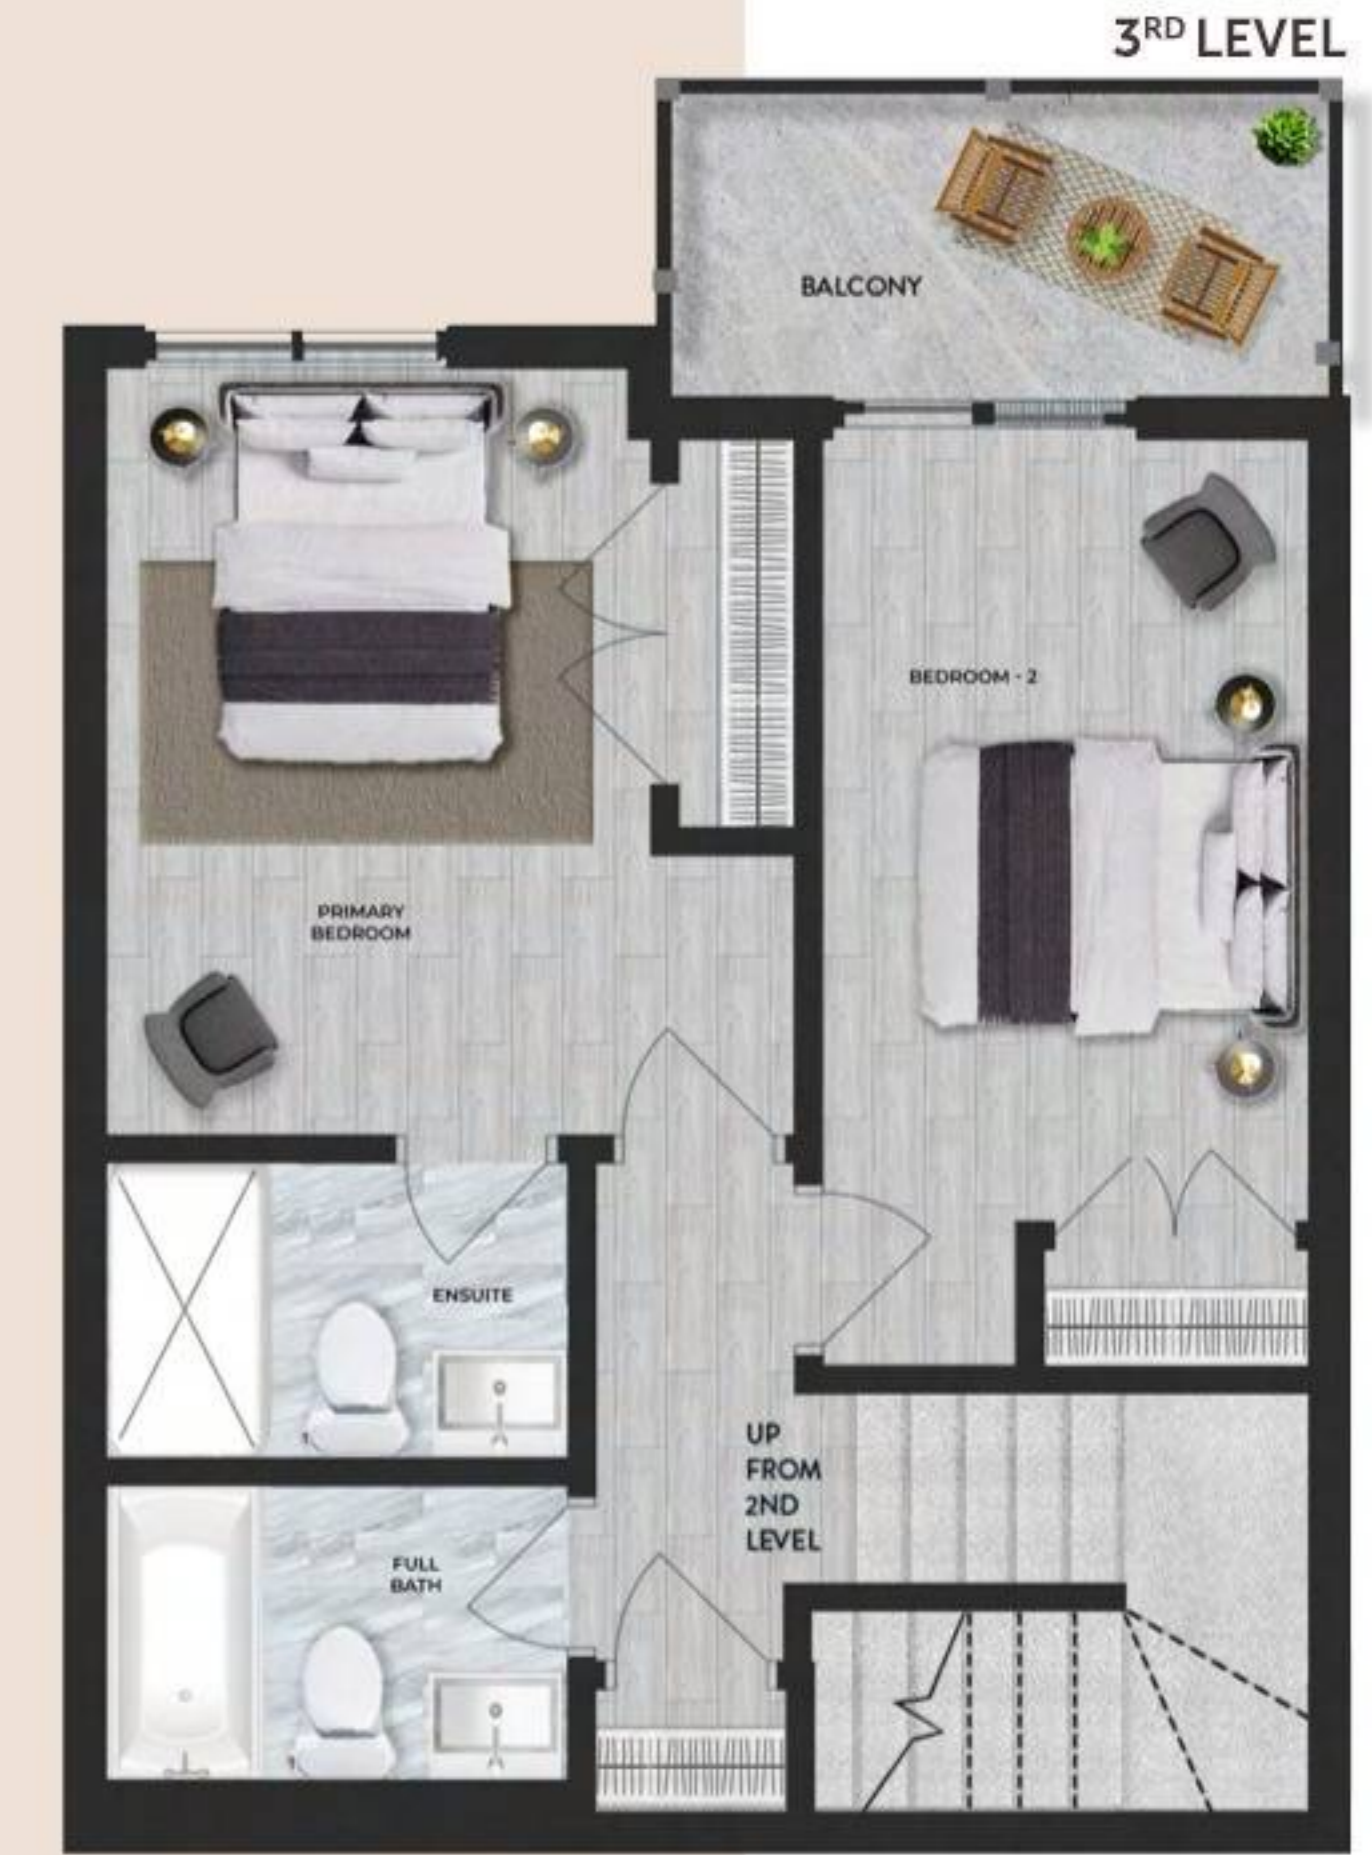 3RD LEVEL
BALCONY
BEDROOM - 2
PRIMARY
BEDROOM
ENSUITE
UP
FROM
2ND
LEVEL
FULL
BATH